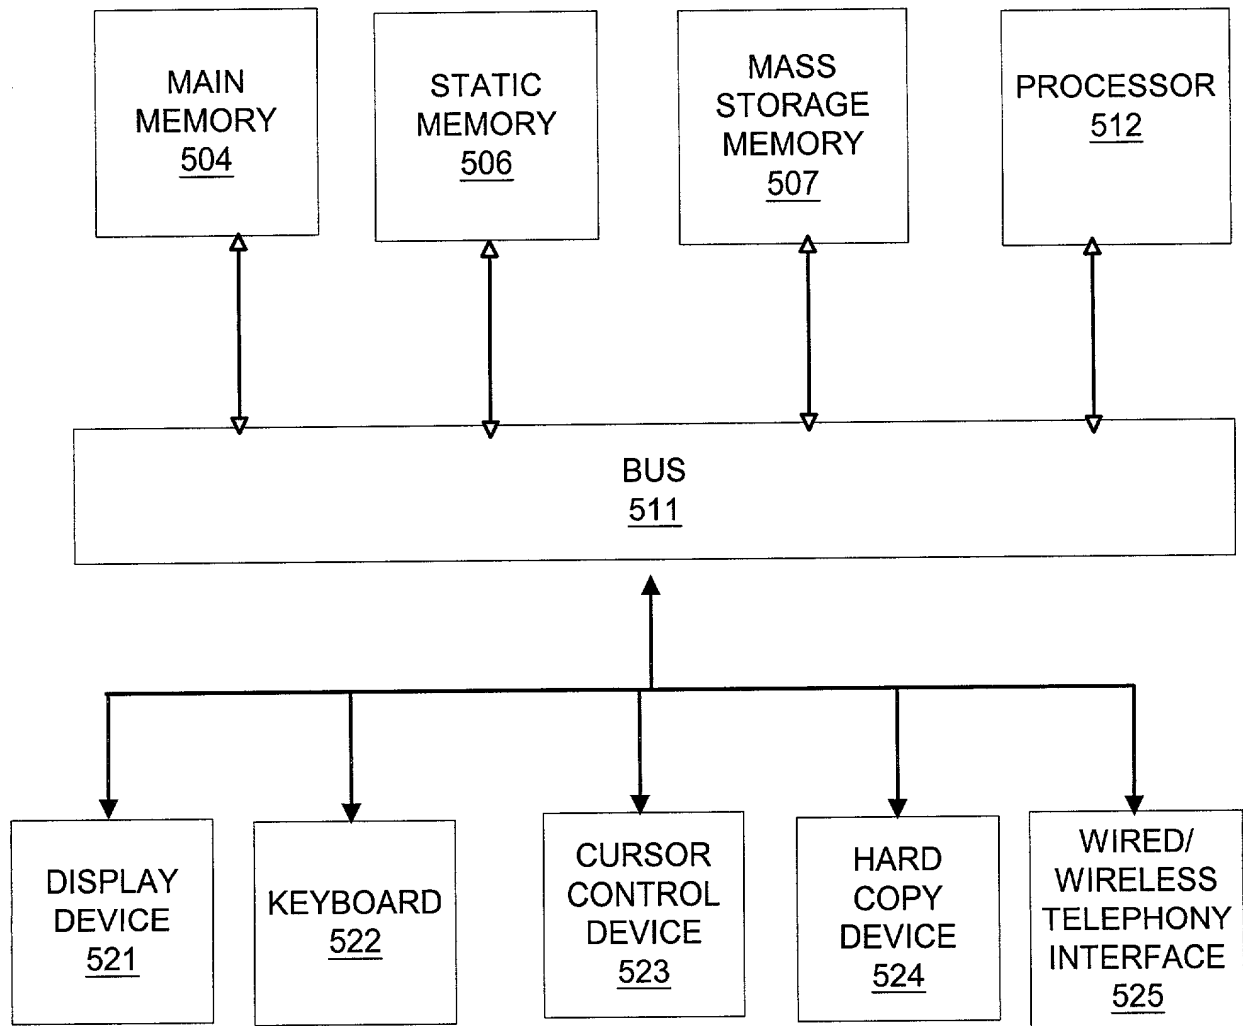 MAIN
MEMORY
504
STATIC
MEMORY
506
MASS
STORAGE
MEMORY
507
PROCESSOR
512
BUS
511
DISPLAY
DEVICE
521
KEYBOARD
522
CURSOR
CONTROL
DEVICE
523
HARD
COPY
DEVICE
524
WIRED/
WIRELESS
TELEPHONY
INTERFACE
525